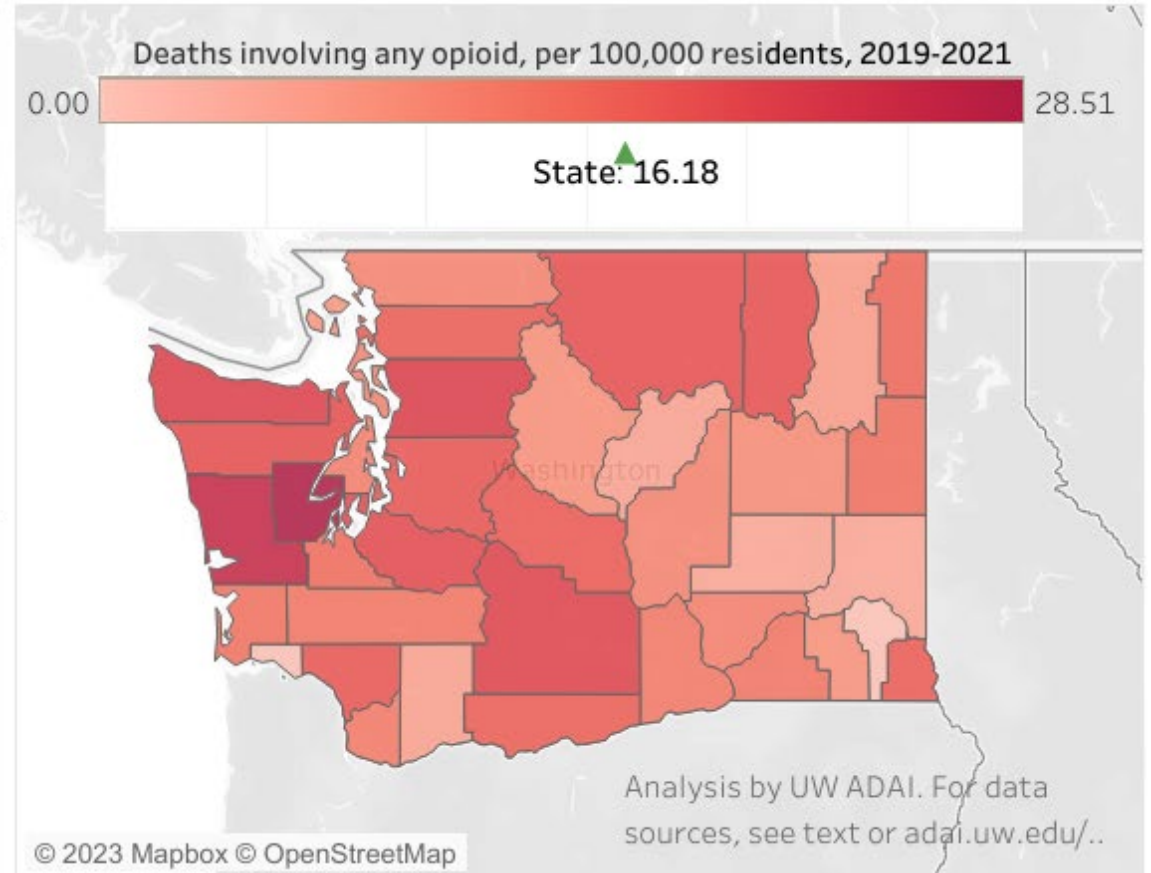 Deaths involving any opioid, per 100,000 residents, 2019-2021
0.00
28.51
State: 16.18
Washington
Analysis by UW ADAI. For data
sources, see text or adai.uw.edu/..
© 2023 Mapbox © OpenStreetMap